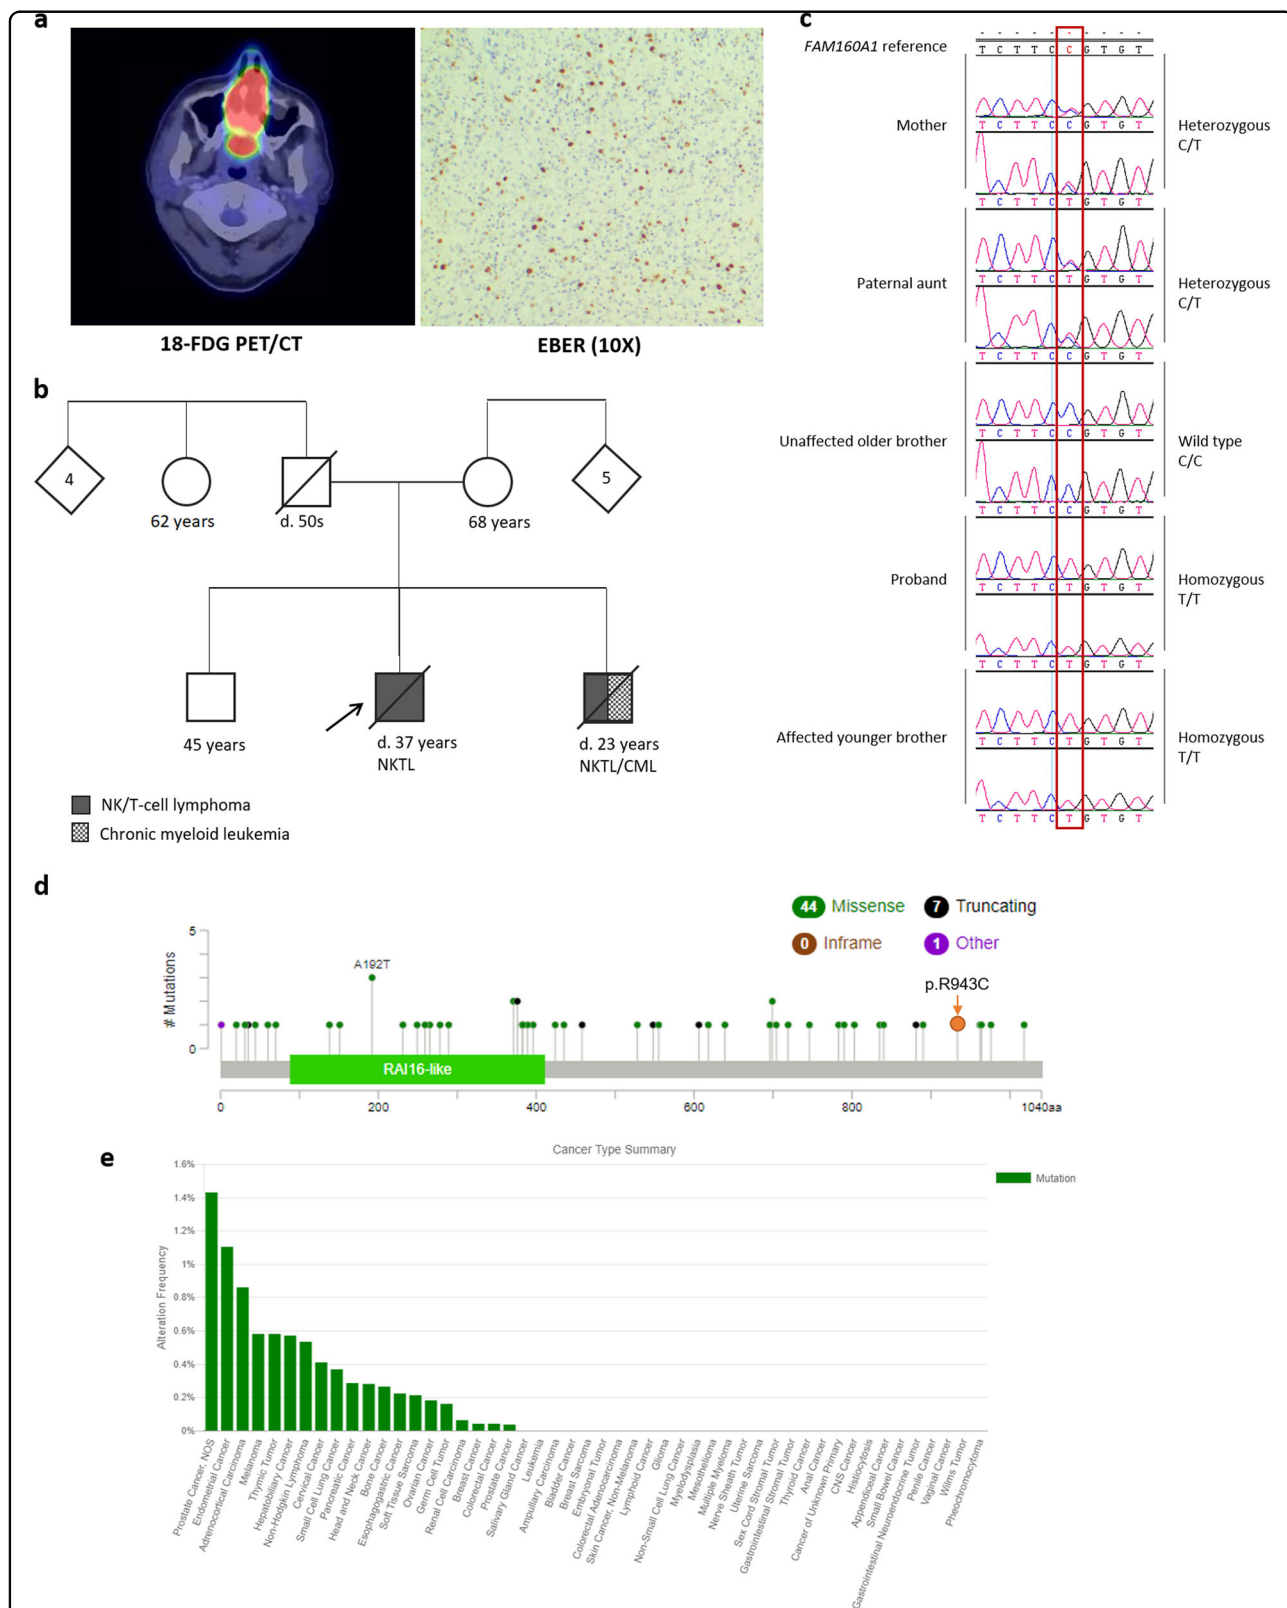 a
18-FDG PET/CT
EBER (10X)
b
4
62 years
d. 50s
68 years
5
45 years
d. 37 years
NKTL
d. 23 years
NKTL/CML
NK/T-cell lymphoma
Chronic myeloid leukemia
c
FAM160A1 reference
- - - - - - - - - -
T C T T C C G T G T
Mother
T C T T C C G T G T
T C T T C T G T G T
Heterozygous
C/T
Paternal aunt
T C T T C T G T G T
T C T T C C G T G T
Heterozygous
C/T
Unaffected older brother
T C T T C C G T G T
T C T T C C G T G T
Wild type
C/C
Proband
T C T T C T G T G T
T C T T C T G T G T
Homozygous
T/T
Affected younger brother
T C T T C T G T G T
T C T T C T G T G T
Homozygous
T/T
d
44 Missense
7 Truncating
0 Inframe
1 Other
# Mutations
5
0
A192T
p.R943C
RAI16-like
0 200 400 600 800 1040aa
e
Cancer Type Summary
Mutation
Alteration Frequency
1.6%
1.4%
1.2%
1%
0.8%
0.6%
0.4%
0.2%
0%
Prostate Cancer, NOS
Endometrial Cancer
Adrenocortical Carcinoma
Melanoma
Thymic Tumor
Hepatobiliary Cancer
Non-Hodgkin Lymphoma
Cervical Cancer
Small Cell Lung Cancer
Pancreatic Cancer
Head and Neck Cancer
Bone Cancer
Esophagogastric Cancer
Soft Tissue Sarcoma
Ovarian Cancer
Germ Cell Tumor
Renal Cell Carcinoma
Breast Cancer
Colorectal Cancer
Prostate Cancer
Salivary Gland Cancer
Leukemia
Ampullary Carcinoma
Bladder Cancer
Breast Sarcoma
Embryonal Tumor
Colorectal Adenocarcinoma
Skin Cancer, Non-Melanoma
Lymphoid Cancer
Glioma
Non-Small Cell Lung Cancer
Myelodysplasia
Mesothelioma
Multiple Myeloma
Nerve Sheath Tumor
Uterine Sarcoma
Sex Cord Stromal Tumor
Gastrointestinal Stromal Tumor
Thyroid Cancer
Anal Cancer
Cancer of Unknown Primary
CNS Cancer
Histiocytosis
Appendiceal Cancer
Small Bowel Cancer
Gastrointestinal Neuroendocrine Tumor
Penile Cancer
Vaginal Cancer
Wilms Tumor
Pheochromocytoma